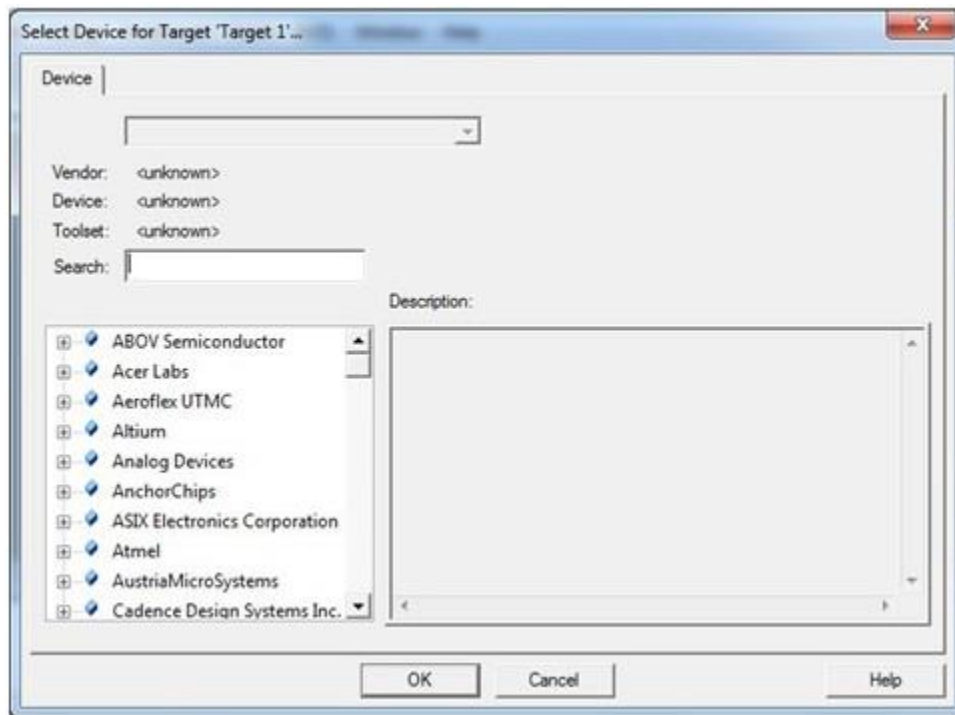 Select Device for Target 'Target 1'...
Device
Vendor: <unknown>
Device: <unknown>
Toolset: <unknown>
Search:
Description:
ABOV Semiconductor
Acer Labs
Aeroflex UTMC
Altium
Analog Devices
AnchorChips
ASIX Electronics Corporation
Atmel
AustriaMicroSystems
Cadence Design Systems Inc.
OK Cancel Help